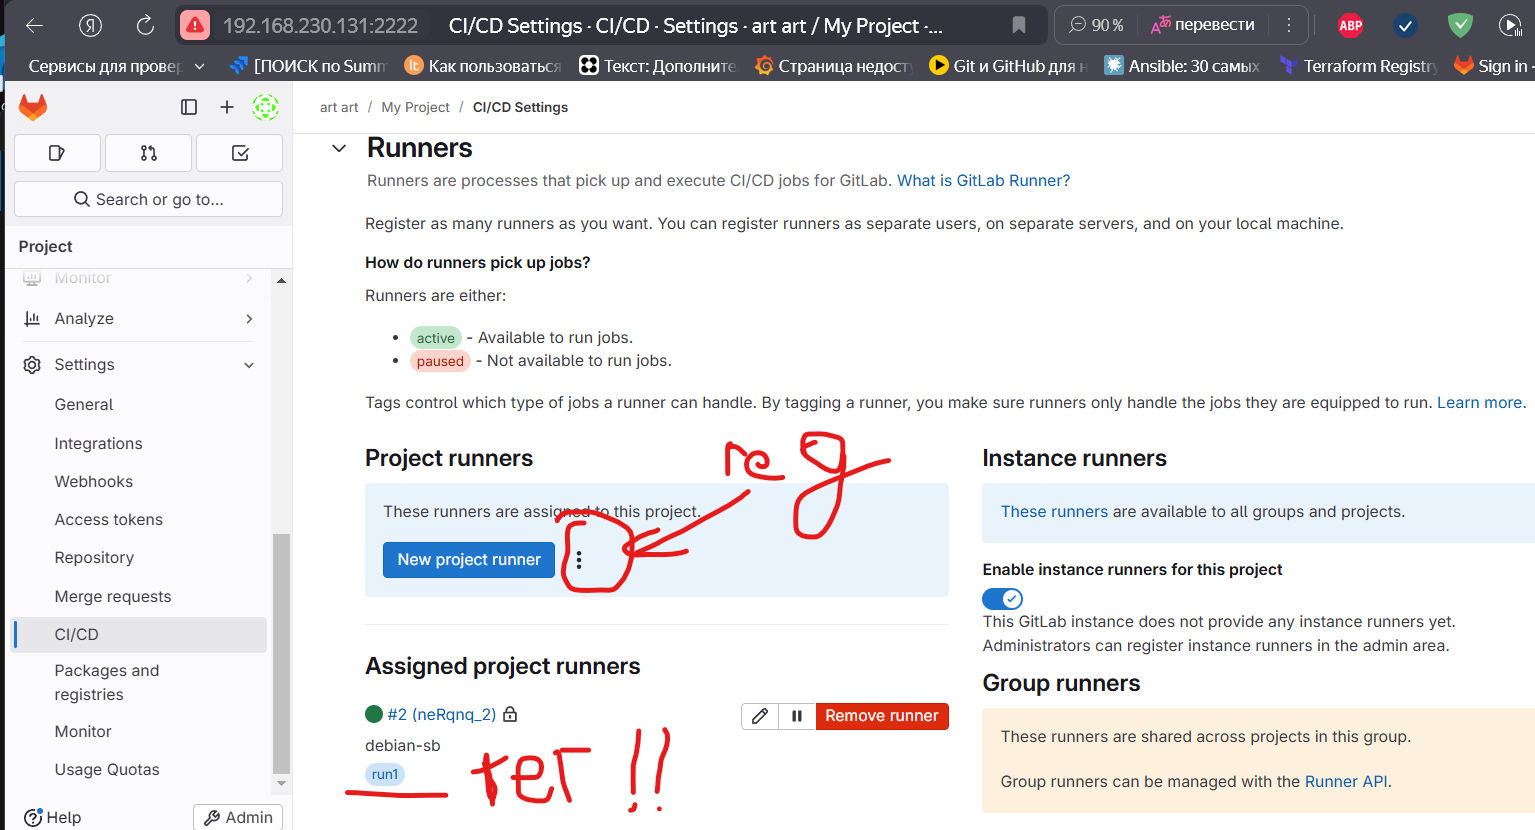 192.168.230.131:2222
CI/CD Settings · CI/CD · Settings · art art / My Project ·...
90 %
перевести
ABP
Сервисы для провер
[ПОИСК по Summ
lt Как пользоваться
Текст: Дополните
Страница недост
Git и GitHub для н
Ansible: 30 самых
Terraform Registry
Sign in ·
art art / My Project / CI/CD Settings
Search or go to...
Project
Monitor
Analyze
Settings
General
Integrations
Webhooks
Access tokens
Repository
Merge requests
CI/CD
Packages and
registries
Monitor
Usage Quotas
Help
Admin
Runners
Runners are processes that pick up and execute CI/CD jobs for GitLab. What is GitLab Runner?
Register as many runners as you want. You can register runners as separate users, on separate servers, and on your local machine.
How do runners pick up jobs?
Runners are either:
• active - Available to run jobs.
• paused - Not available to run jobs.
Tags control which type of jobs a runner can handle. By tagging a runner, you make sure runners only handle the jobs they are equipped to run. Learn more.
Project runners
reg
These runners are assigned to this project.
New project runner
Assigned project runners
#2 (neRqnq_2)
Remove runner
debian-sb
run1
тег !!
Instance runners
These runners are available to all groups and projects.
Enable instance runners for this project
This GitLab instance does not provide any instance runners yet.
Administrators can register instance runners in the admin area.
Group runners
These runners are shared across projects in this group.
Group runners can be managed with the Runner API.